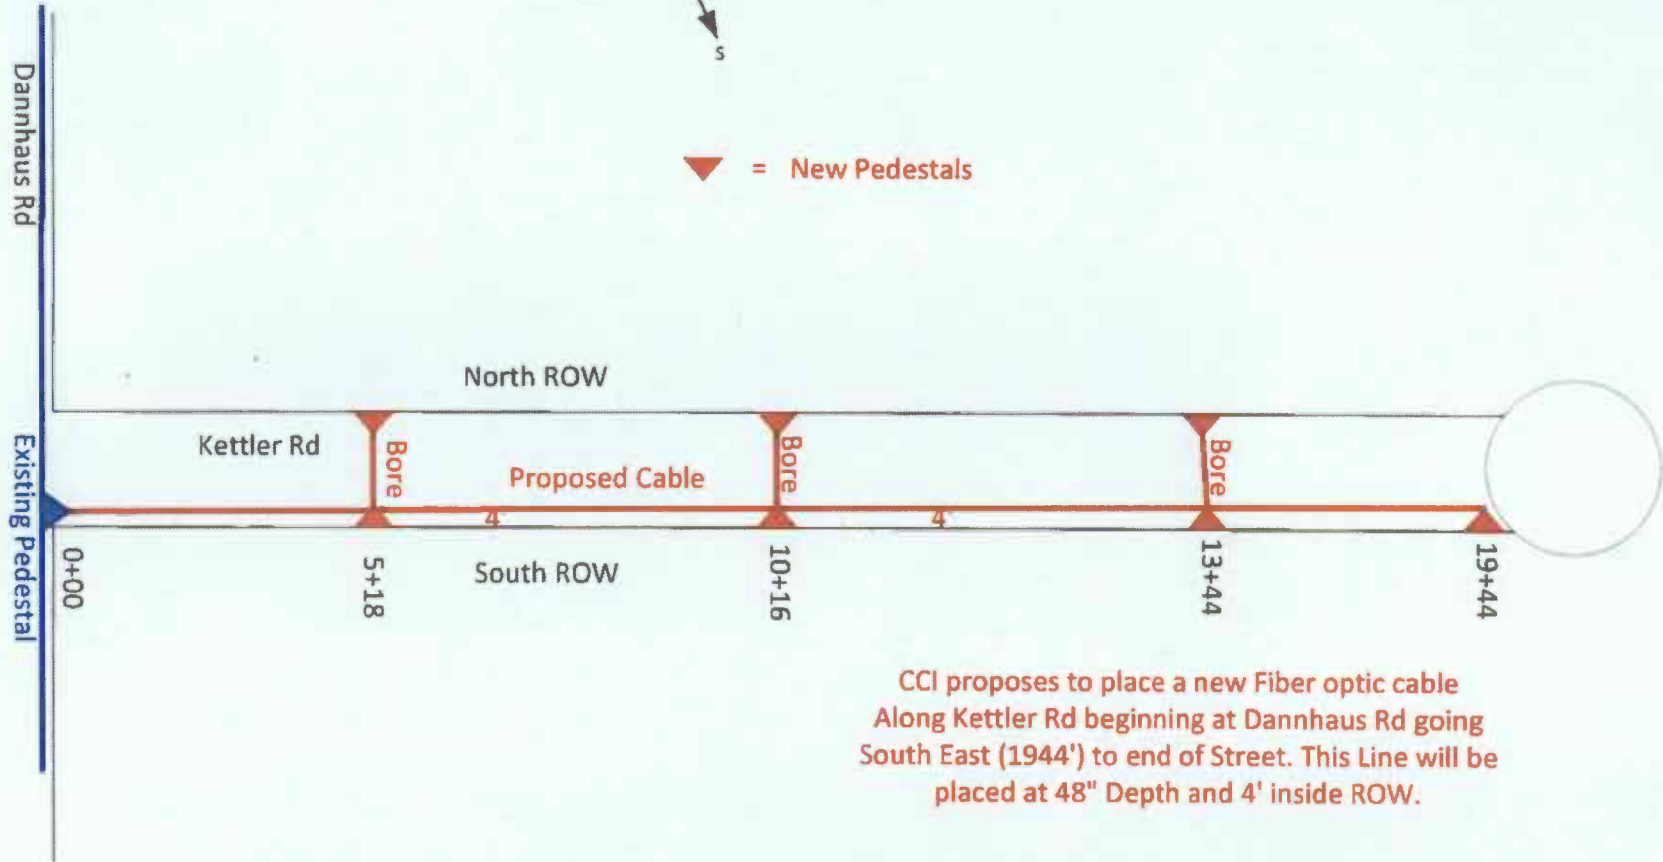 S
= New Pedestals
Dannhaus Rd
North ROW
Kettler Rd
Bore
Proposed Cable
Bore
Bore
4'
4'
Existing Pedestal
0+00
5+18
South ROW
10+16
13+44
19+44
CCI proposes to place a new Fiber optic cable
Along Kettler Rd beginning at Dannhaus Rd going
South East (1944') to end of Street. This Line will be
placed at 48" Depth and 4' inside ROW.